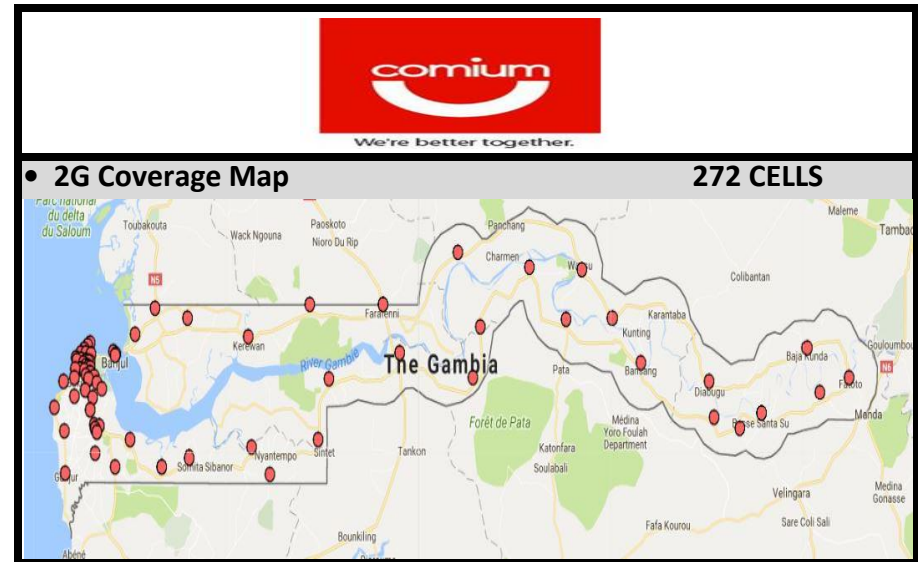 comium
We're better together.
• 2G Coverage Map 272 CELLS
Parc national
du delta
du Saloum
Toubakouta
Wack Ngouna
Paoskoto
Nioro Du Rip
Panchang
Maleme
Tambac
Charmen
Wassu
Colibantan
N5
Farafenni
Karantaba
Kunting
Kerewan
Banjul
River Gambia
The Gambia
Pata
Bansang
Baja Kunda
Gouloumbou
N6
Diabugu
Fatoto
Basse Santa Su
Manda
Forêt de Pata
Médina
Yoro Foulah
Department
Katonfara
Soulabali
Tankon
Sintet
Nyantempo
Somita Sibanor
Gunjur
Velingara
Medina
Gonasse
Fafa Kourou
Sare Coli Sali
Bounkiling
Abéné